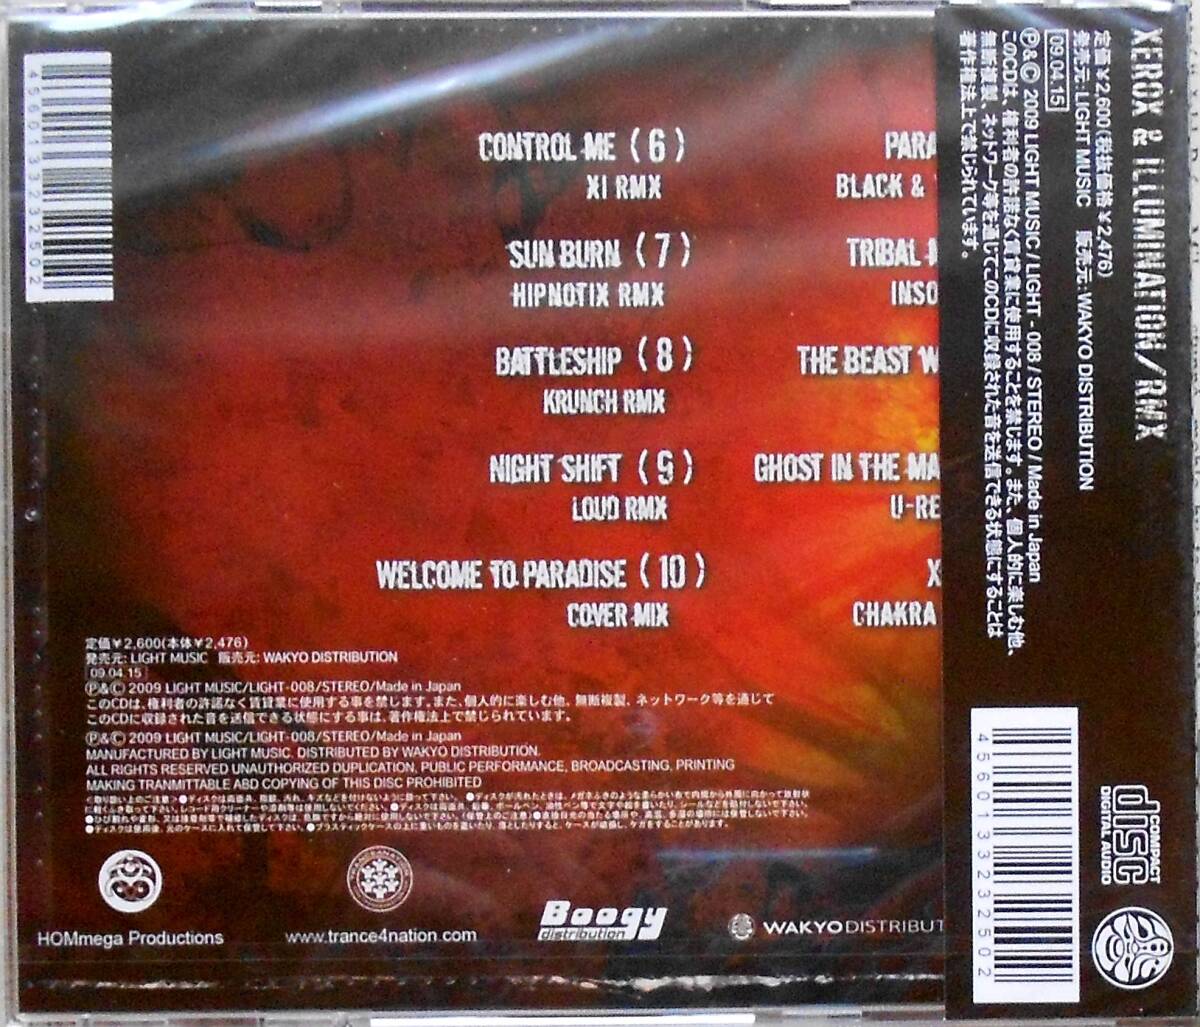 4560133232502
CONTROL ME (6)
XI RMX
SUN BURN (7)
HIPNOTIX RMX
BATTLESHIP (8)
KRUNCH RMX
NIGHT SHIFT (9)
LOUD RMX
WELCOME TO PARADISE (10)
COVER MIX
PARA
BLACK &
TRIBAL
INSO
THE BEAST W
GHOST IN THE MA
U-RE
X
CHAKRA
定価¥2,600(本体¥2,476)
発売元: LIGHT MUSIC 販売元: WAKYO DISTRIBUTION
09.04.15
Ⓟ&Ⓒ 2009 LIGHT MUSIC/LIGHT-008/STEREO/Made in Japan
このCDは、権利者の許諾なく賃貸業に使用する事を禁じます。また、個人的に楽しむ他、無断複製、ネットワーク等を通じて
このCDに収録された音を送信できる状態にする事は、著作権法上で禁じられています。
Ⓟ&Ⓒ 2009 LIGHT MUSIC/LIGHT-008/STEREO/Made in Japan
MANUFACTURED BY LIGHT MUSIC. DISTRIBUTED BY WAKYO DISTRIBUTION.
ALL RIGHTS RESERVED UNAUTHORIZED DUPLICATION, PUBLIC PERFORMANCE, BROADCASTING, PRINTING
MAKING TRANMITTABLE ABD COPYING OF THIS DISC PROHIBITED
HOMmega Productions
www.trance4nation.com
Boogy
distribution
WAKYO DISTRIBUT
XEROX & ILLUMINATION/RMX
定価¥2,600(税抜価格¥2,476)
発売元: LIGHT MUSIC 販売元: WAKYO DISTRIBUTION
09.04.15
Ⓟ&Ⓒ 2009 LIGHT MUSIC/LIGHT-008/STEREO/Made in Japan
このCDは、権利者の許諾なく賃貸業に使用することを禁じます。また、個人的に楽しむ他、
無断複製、ネットワーク等を通じてこのCDに収録された音を送信できる状態にすることは
著作権法上で禁じられています。
4560133232502
COMPACT
disc
DIGITAL AUDIO